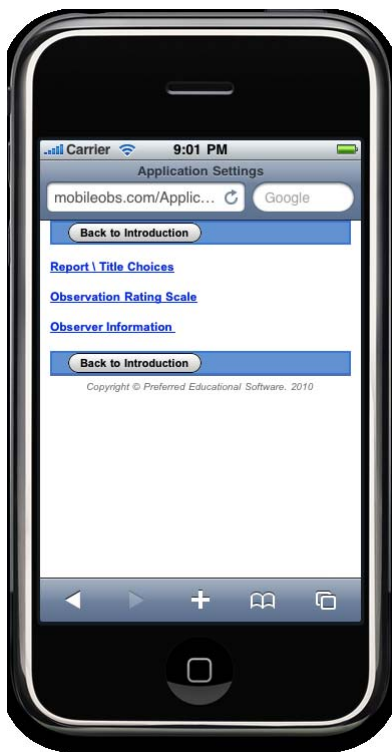 Carrier 9:01 PM
Application Settings
mobileobs.com/Applic... Google
Back to Introduction
Report \ Title Choices
Observation Rating Scale
Observer Information
Back to Introduction
Copyright © Preferred Educational Software. 2010